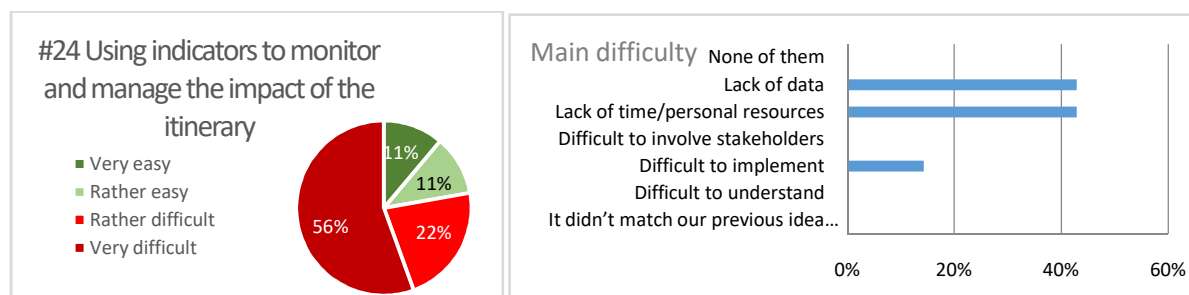 #24 Using indicators to monitor
and manage the impact of the
itinerary
Very easy
Rather easy
Rather difficult
Very difficult
11%
11%
22%
56%
Main difficulty
None of them
Lack of data
Lack of time/personal resources
Difficult to involve stakeholders
Difficult to implement
Difficult to understand
It didn’t match our previous idea…
0%
20%
40%
60%